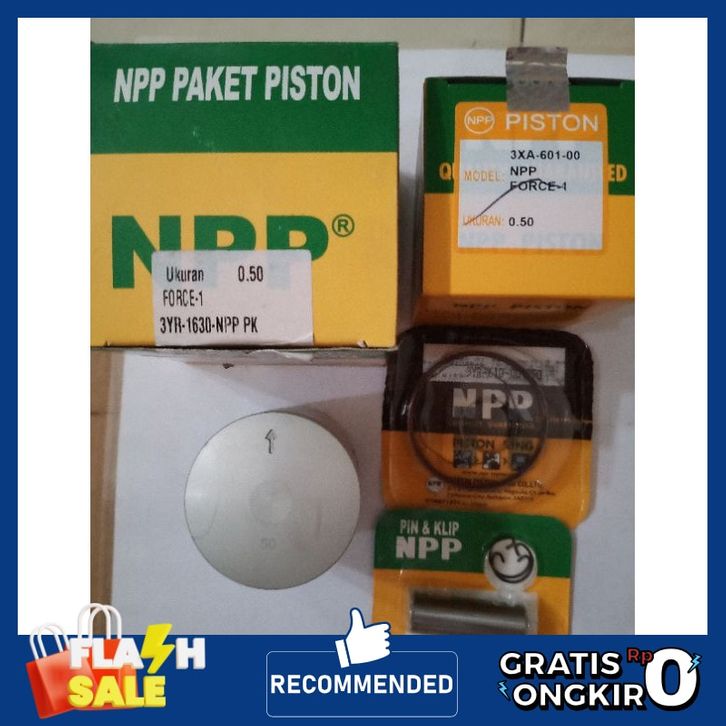 NPP PAKET PISTON
NPP®
Ukuran 0.50
FORCE-1
3YR-1630-NPP PK
NPP PISTON
3XA-601-00
MODEL: NPP
FORCE-1
UKURAN: 0.50
NPP PISTON
NPP
PISTON RING
50
PIN & KLIP
NPP
FLASH
SALE
RECOMMENDED
GRATIS
ONGKIR
Rp0